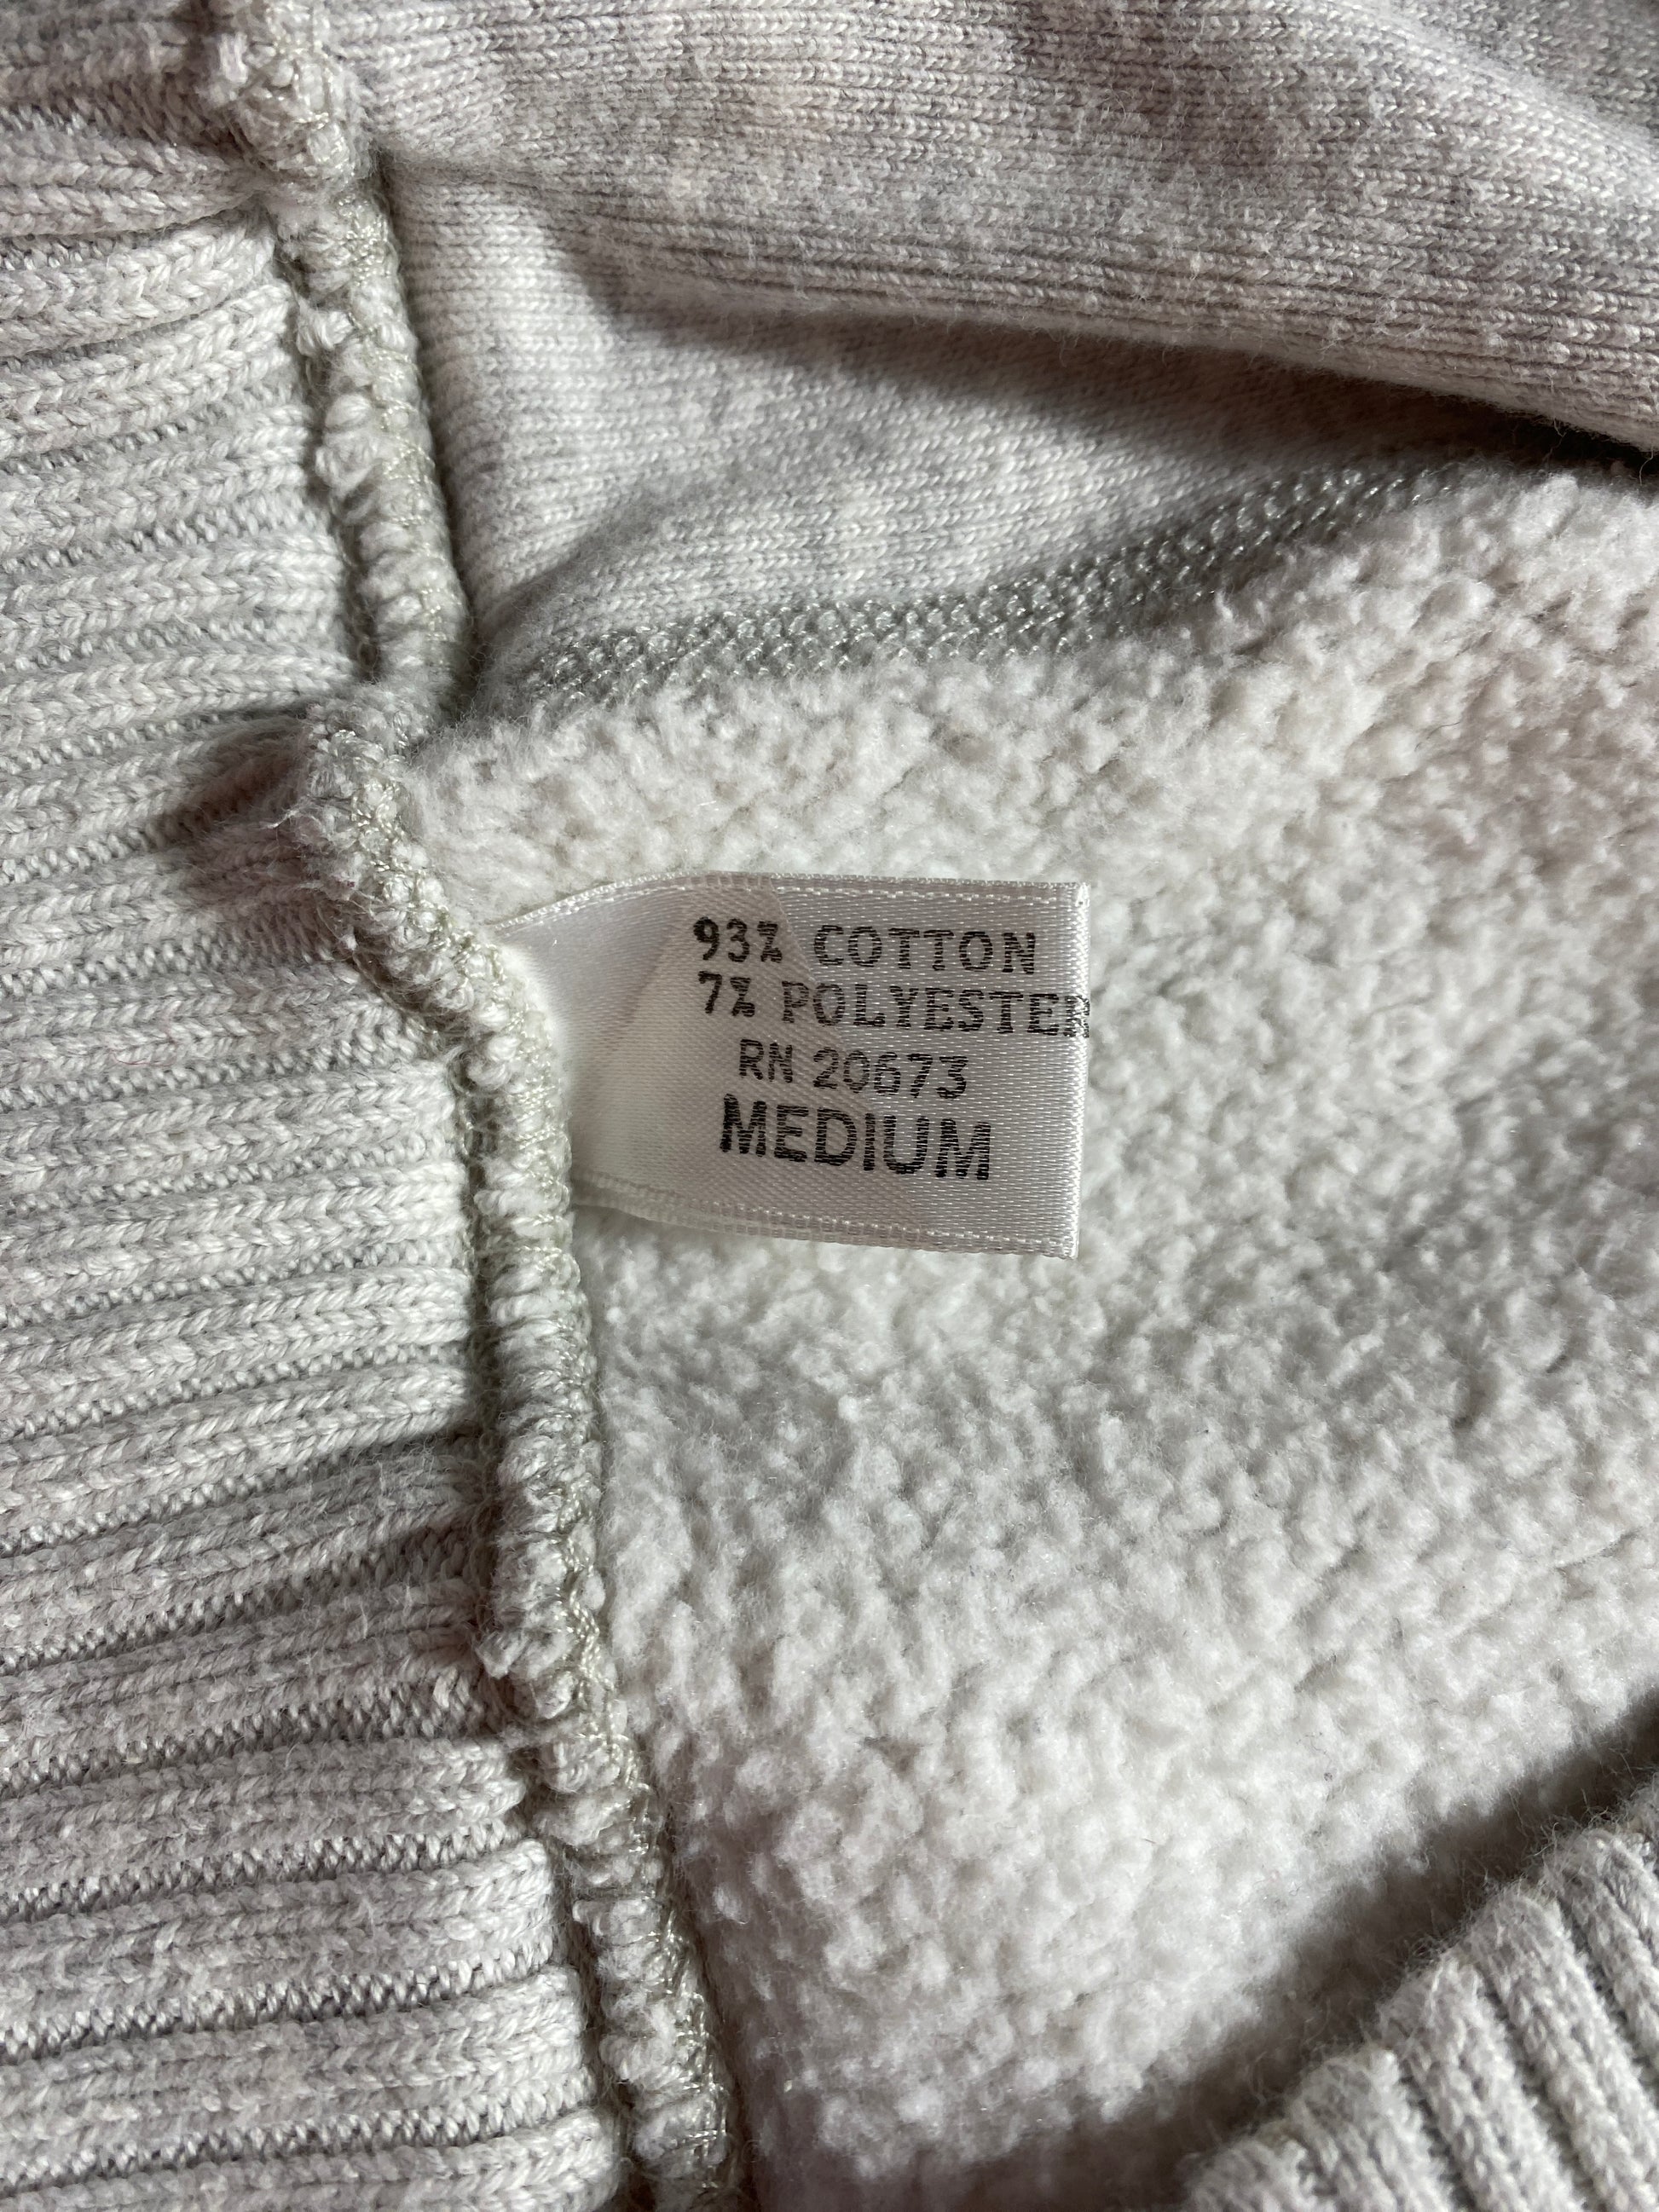 93% COTTON
7% POLYESTER
RN 20673
MEDIUM